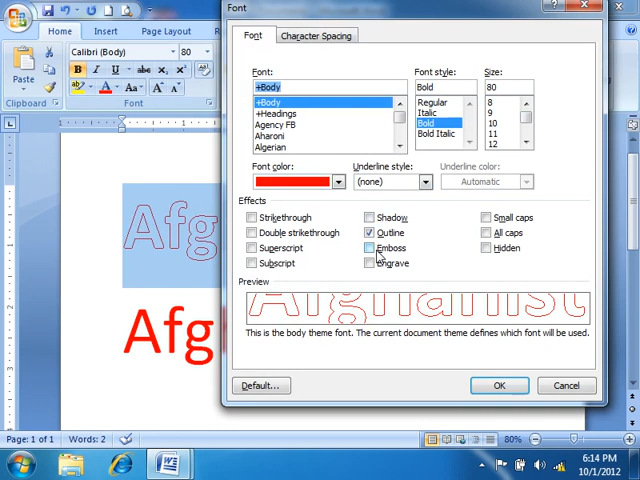 Font
Home Insert Page Layout
Font Character Spacing
Calibri (Body) 80
Paste
Clipboard Font
Font: Font style: Size:
+Body Bold 80
+Body Regular 8
+Headings Italic 9
Agency FB Bold 10
Aharoni Bold Italic 11
Algerian 12
Font color: Underline style: Underline color:
(none) Automatic
Effects
Strikethrough Shadow Small caps
Double strikethrough Outline All caps
Superscript Emboss Hidden
Subscript Engrave
Preview
Afghanist
This is the body theme font. The current document theme defines which font will be used.
Default... OK Cancel
Afg
Afg
Page: 1 of 1 Words: 2 80%
6:14 PM
10/1/2012